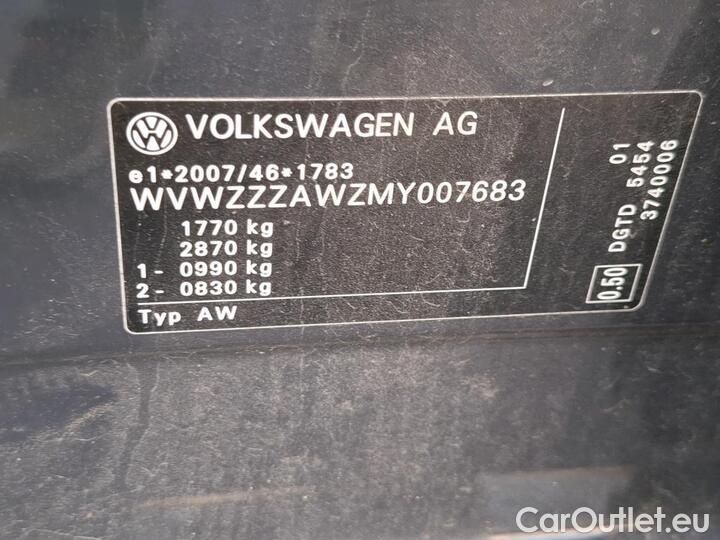 VOLKSWAGEN AG
e1*2007/46*1783
WVWZZZAWZMY007683
1770 kg
2870 kg
1- 0990 kg
2- 0830 kg
Typ AW
01
DGTD 5454
3740006
0.50
CarOutlet.eu